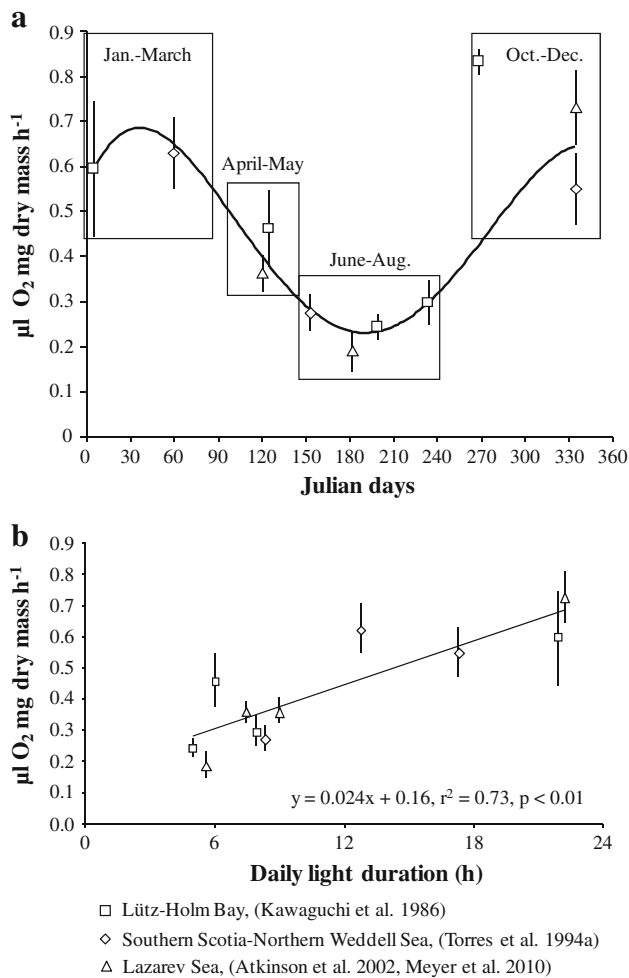 a
0.9
0.8
0.7
0.6
0.5
0.4
0.3
0.2
0.1
0
µl O₂ mg dry mass h⁻¹
Jan.-March
Oct.-Dec.
April-May
June-Aug.
0 30 60 90 120 150 180 210 240 270 300 330 360
Julian days
b
0.9
0.8
0.7
0.6
0.5
0.4
0.3
0.2
0.1
0.0
µl O₂ mg dry mass h⁻¹
y = 0.024x + 0.16, r² = 0.73, p < 0.01
0 6 12 18 24
Daily light duration (h)
Lütz-Holm Bay, (Kawaguchi et al. 1986)
Southern Scotia-Northern Weddell Sea, (Torres et al. 1994a)
Lazarev Sea, (Atkinson et al. 2002, Meyer et al. 2010)